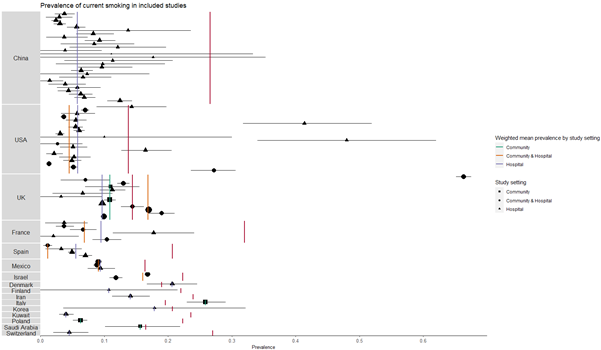 Prevalence of current smoking in included studies
China
USA
UK
France
Spain
Mexico
Israel
Denmark
Finland
Iran
Italy
Korea
Kuwait
Poland
Saudi Arabia
Switzerland
0.0 0.1 0.2 0.3 0.4 0.5 0.6
Prevalence
Weighted mean prevalence by study setting
Community
Community & Hospital
Hospital
Study setting
Community
Community & Hospital
Hospital